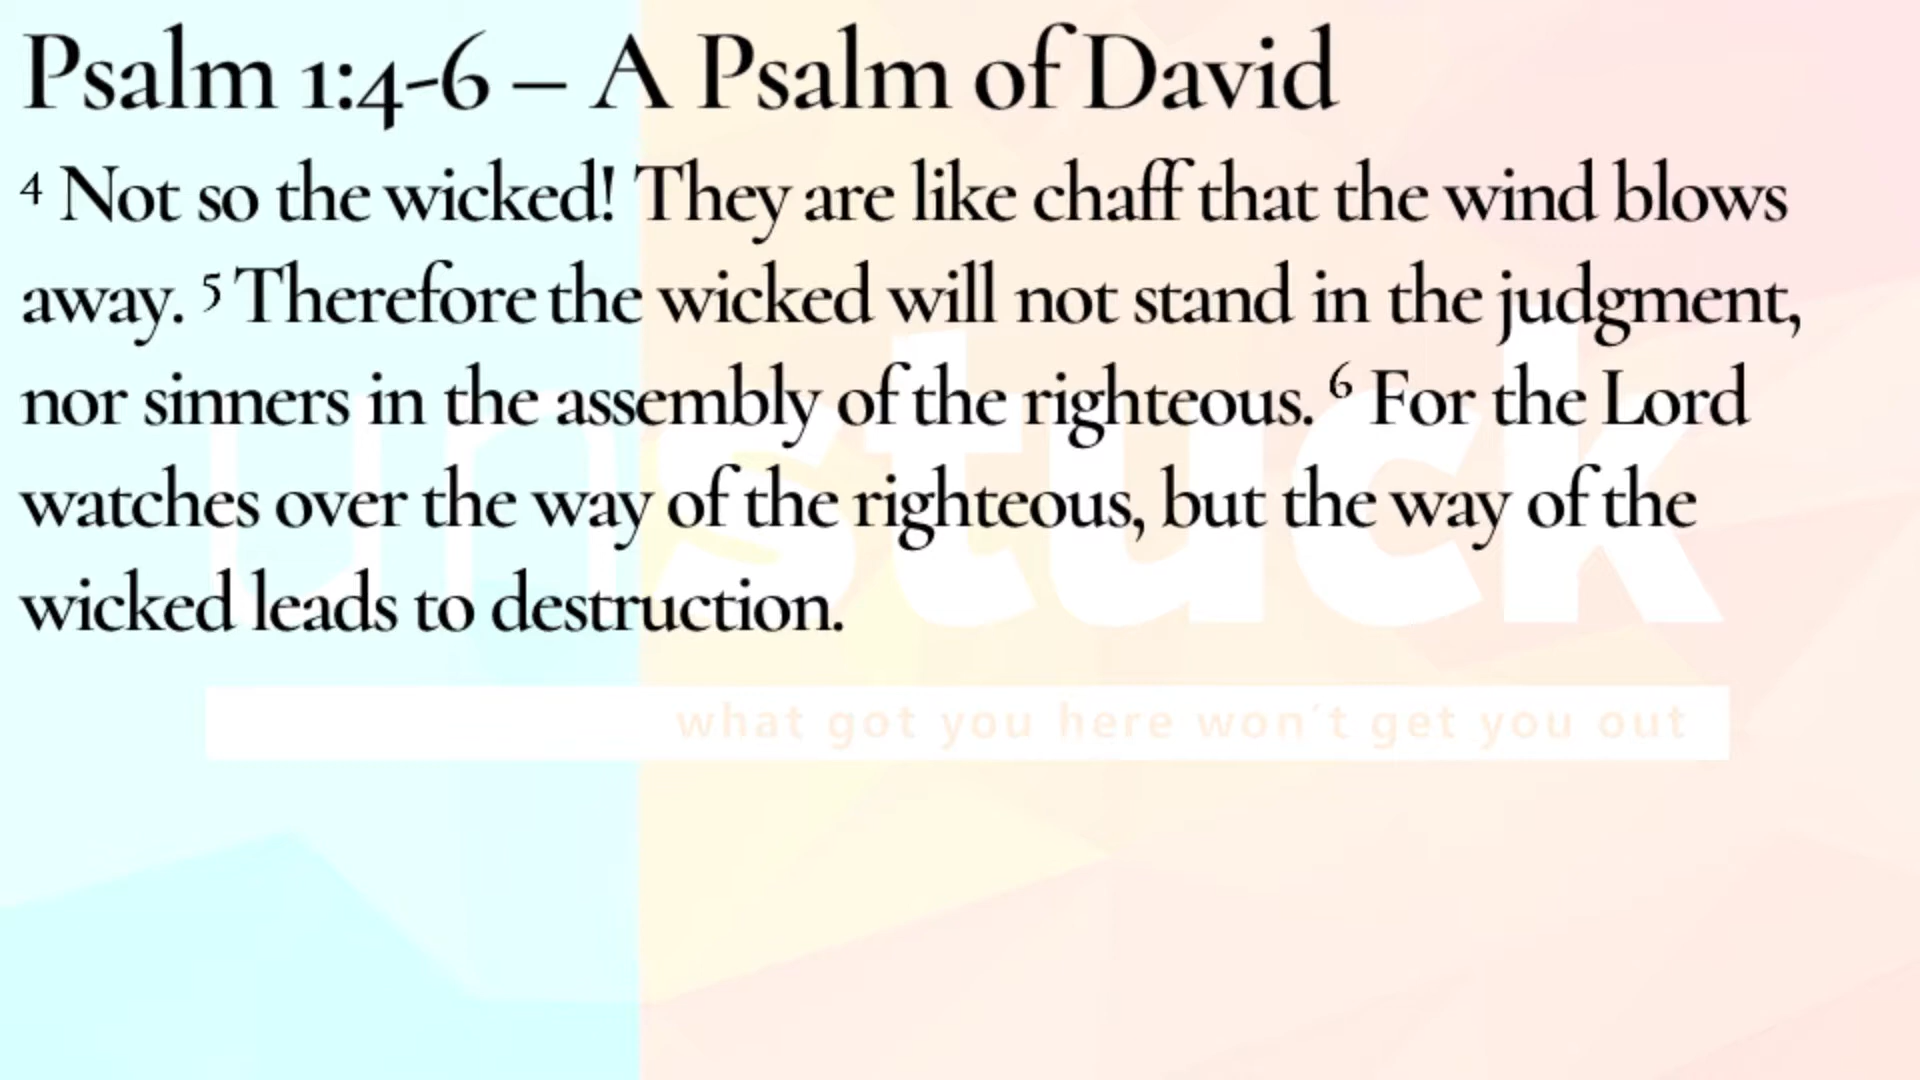 Psalm 1:4-6 – A Psalm of David
4 Not so the wicked! They are like chaff that the wind blows
away. 5 Therefore the wicked will not stand in the judgment,
nor sinners in the assembly of the righteous. 6 For the Lord
watches over the way of the righteous, but the way of the
wicked leads to destruction.
unstuck
what got you here won't get you out